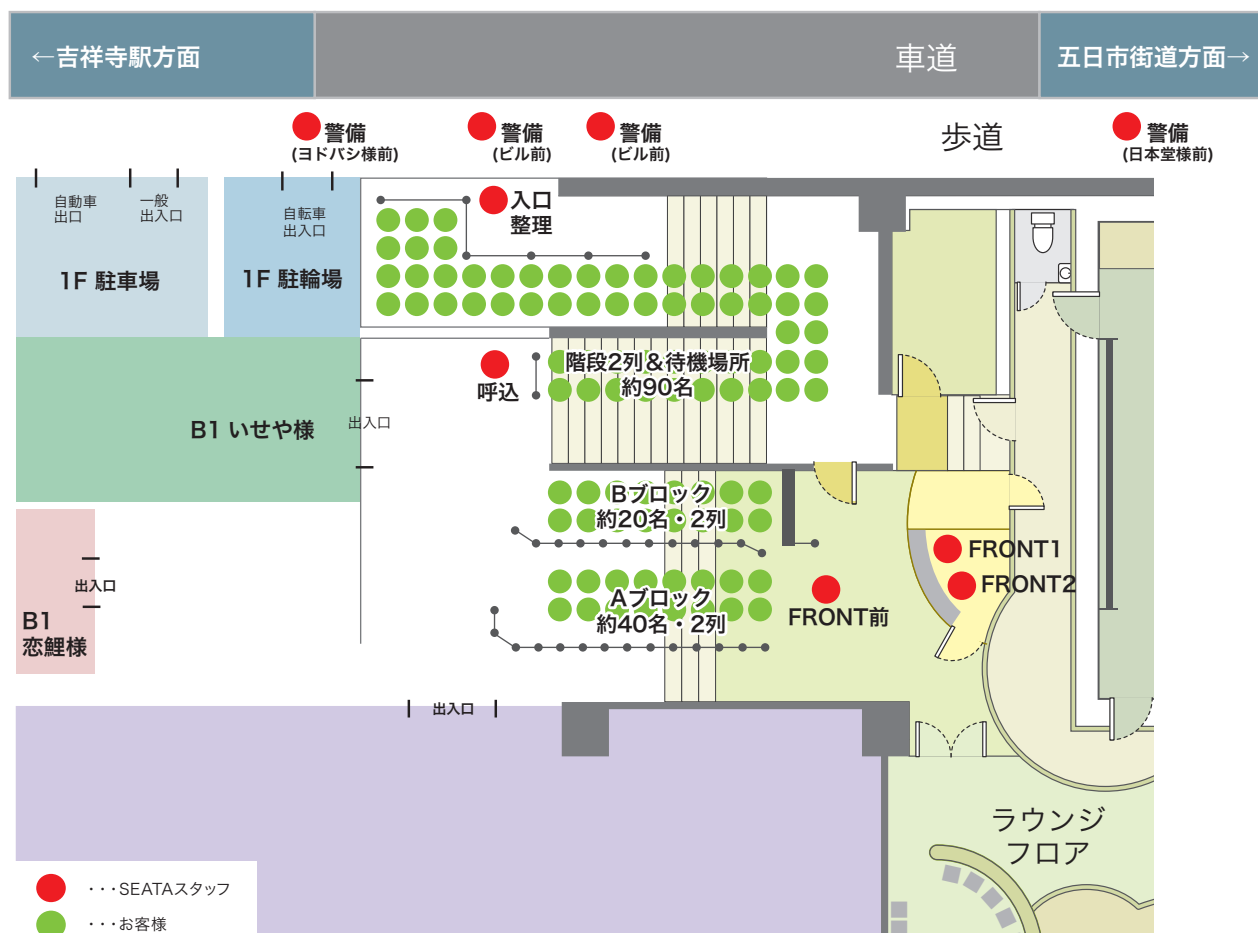 ←吉祥寺駅方面
車道
五日市街道方面→
警備
(ヨドバシ様前)
警備
(ビル前)
警備
(ビル前)
歩道
警備
(日本堂様前)
自動車
出口
一般
出入口
1F 駐車場
自転車
出入口
1F 駐輪場
入口
整理
階段2列&待機場所
約90名
呼込
B1 いせや様
出入口
Bブロック
約20名・2列
FRONT1
FRONT2
出入口
B1
恋鯉様
Aブロック
約40名・2列
FRONT前
出入口
ラウンジ
フロア
・・・SEATAスタッフ
・・・お客様